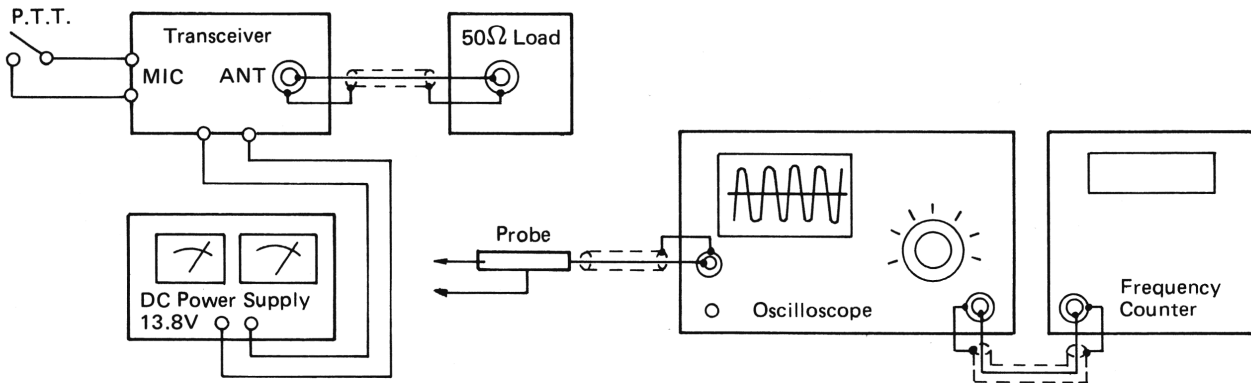 P.T.T.
Transceiver
MIC
ANT
50Ω Load
DC Power Supply
13.8V
Probe
Oscilloscope
Frequency
Counter